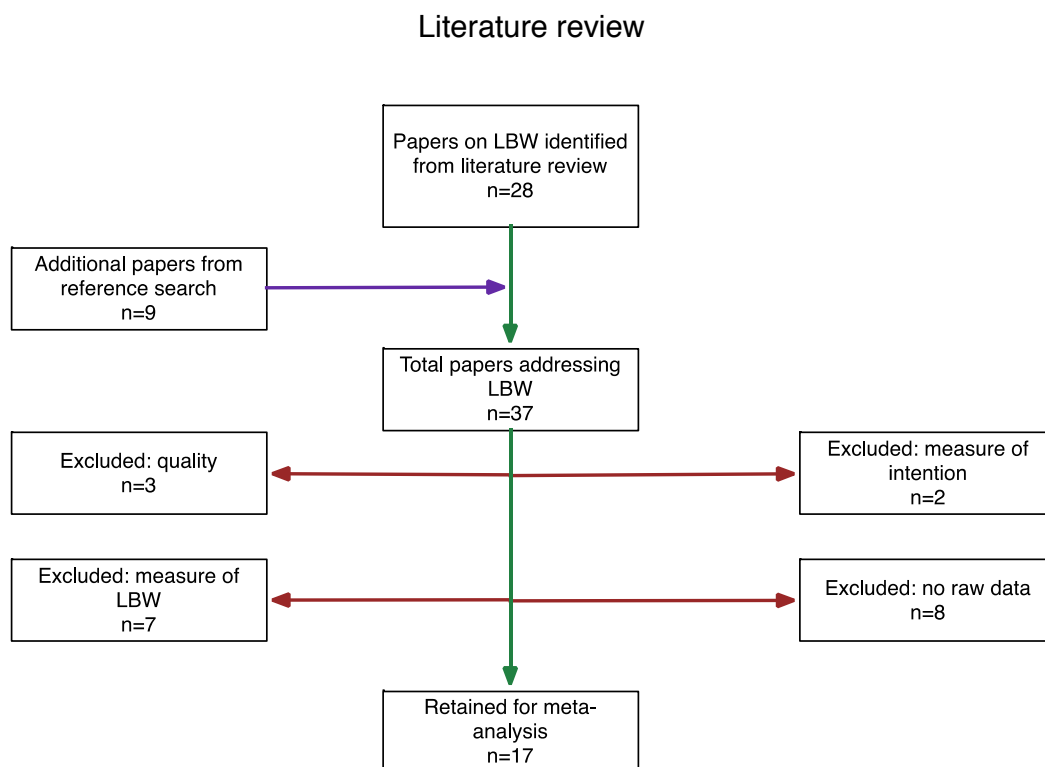 Literature review
Papers on LBW identified
from literature review
n=28
Additional papers from
reference search
n=9
Total papers addressing
LBW
n=37
Excluded: quality
n=3
Excluded: measure of
intention
n=2
Excluded: measure of
LBW
n=7
Excluded: no raw data
n=8
Retained for meta-
analysis
n=17